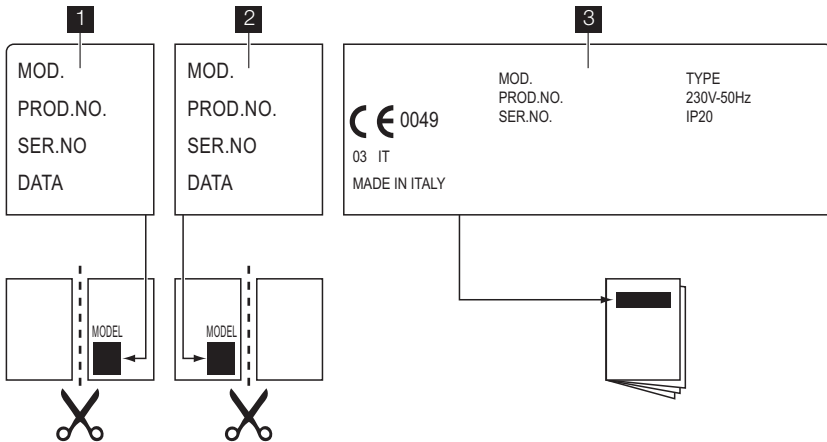 1
MOD.
PROD.NO.
SER.NO
DATA
2
MOD.
PROD.NO.
SER.NO
DATA
3
MOD.
PROD.NO.
SER.NO.
TYPE
230V-50Hz
IP20
CE 0049
03 IT
MADE IN ITALY
MODEL
MODEL